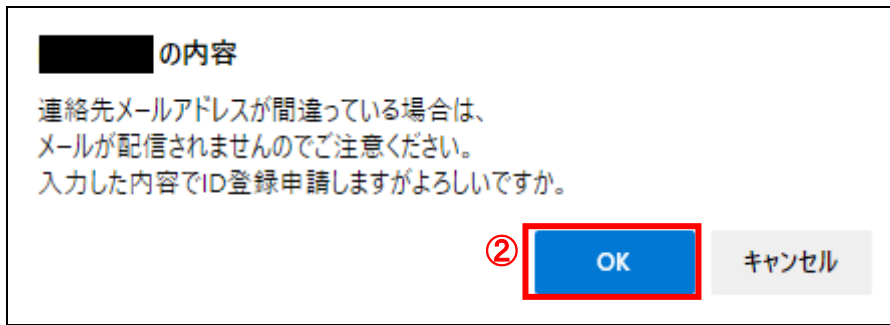 の内容
連絡先メールアドレスが間違っている場合は、
メールが配信されませんのでご注意ください。
入力した内容でID登録申請しますがよろしいですか。
② OK キャンセル